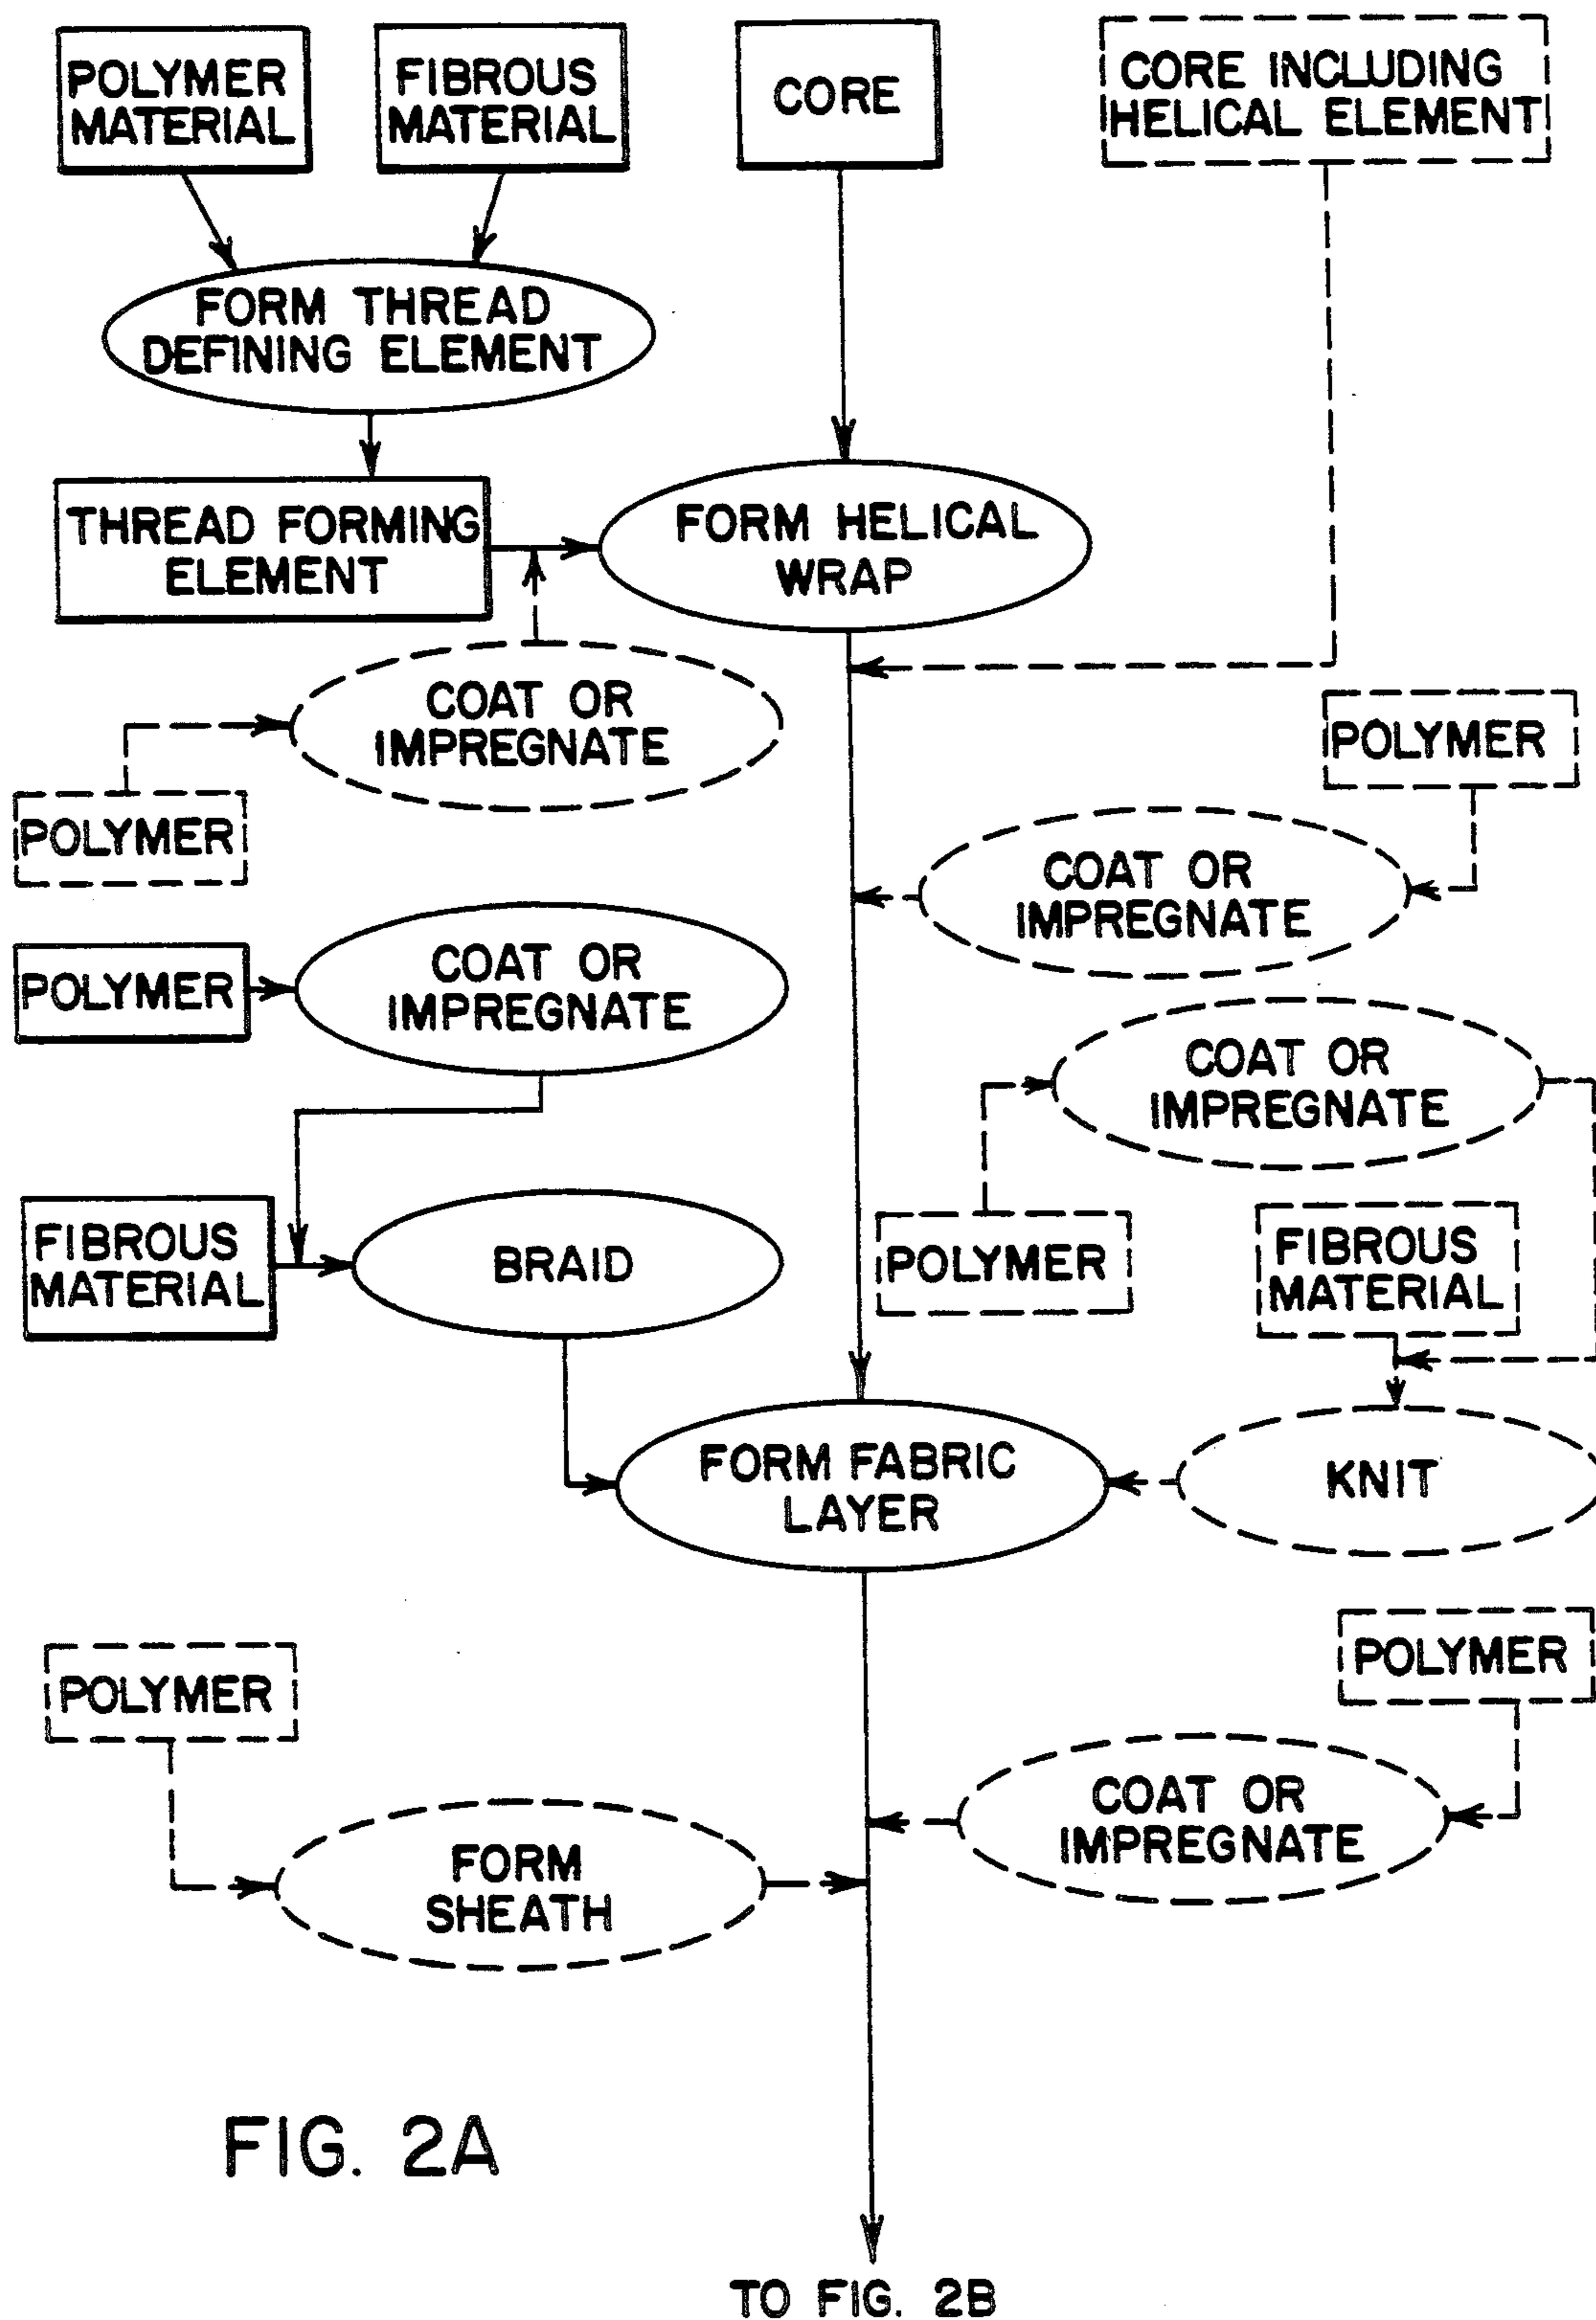 POLYMER
MATERIAL
FIBROUS
MATERIAL
CORE
CORE INCLUDING
HELICAL ELEMENT
FORM THREAD
DEFINING ELEMENT
THREAD FORMING
ELEMENT
FORM HELICAL
WRAP
COAT OR
IMPREGNATE
POLYMER
POLYMER
COAT OR
IMPREGNATE
POLYMER
COAT OR
IMPREGNATE
COAT OR
IMPREGNATE
FIBROUS
MATERIAL
BRAID
POLYMER
FIBROUS
MATERIAL
FORM FABRIC
LAYER
KNIT
POLYMER
POLYMER
COAT OR
IMPREGNATE
FORM
SHEATH
FIG. 2A
TO FIG. 2B